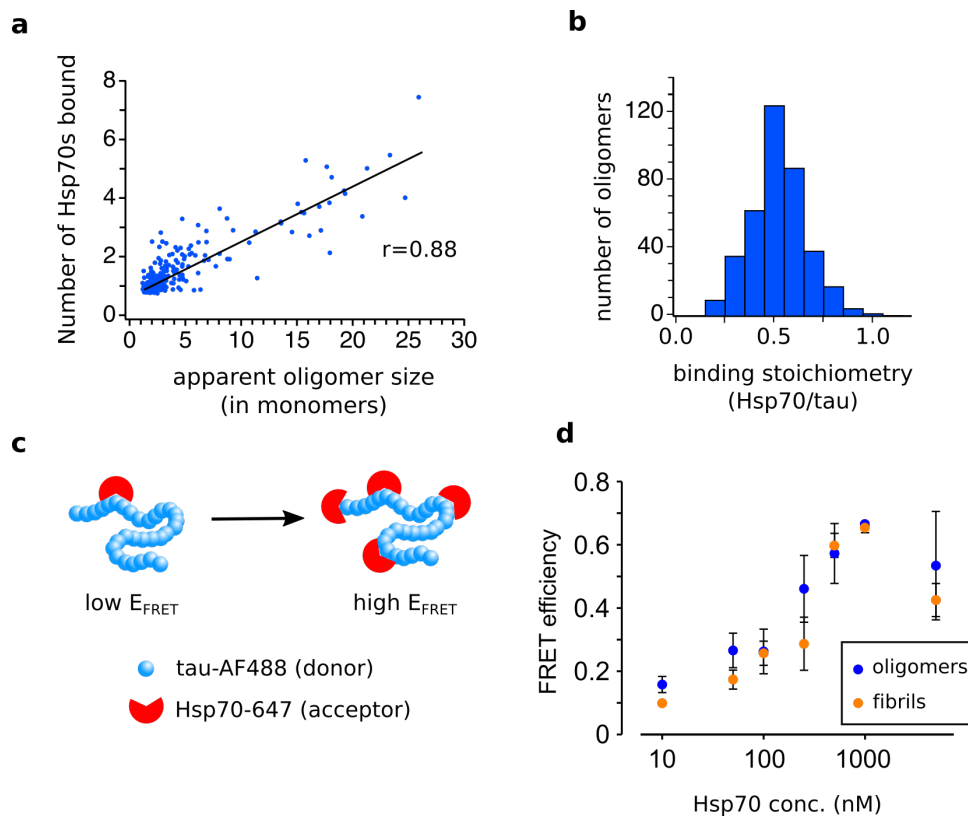 a
Number of Hsp70s bound
8
6
4
2
0
0 5 10 15 20 25 30
r=0.88
apparent oligomer size
(in monomers)
b
number of oligomers
120
80
40
0
0.0 0.5 1.0
binding stoichiometry
(Hsp70/tau)
c
low EFRET
high EFRET
tau-AF488 (donor)
Hsp70-647 (acceptor)
d
FRET efficiency
0.8
0.6
0.4
0.2
0
10 100 1000
Hsp70 conc. (nM)
oligomers
fibrils